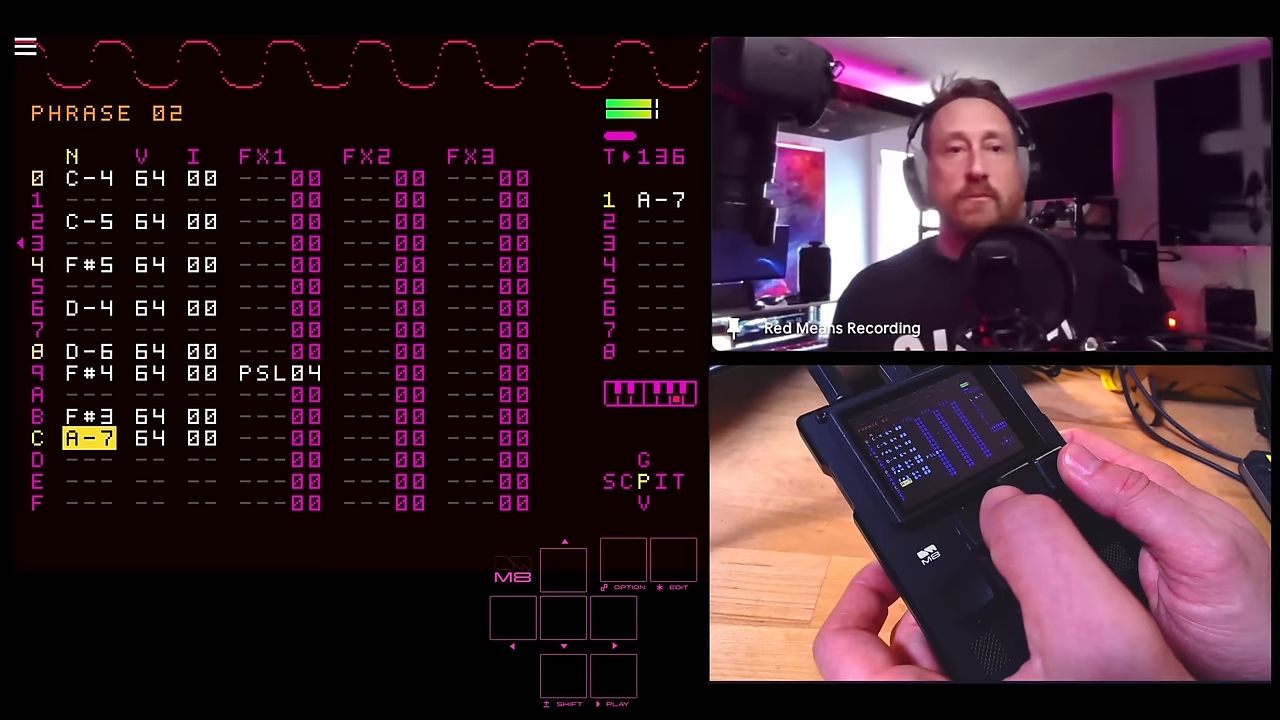 PHRASE 02
N V I FX1 FX2 FX3 T▸136
0 C-4 64 00 ---00 ---00 ---00
1 --- -- -- ---00 ---00 ---00 1 A-7
2 C-5 64 00 ---00 ---00 ---00 2 ---
3 --- -- -- ---00 ---00 ---00 3 ---
4 F#5 64 00 ---00 ---00 ---00 4 ---
5 --- -- -- ---00 ---00 ---00 5 ---
6 D-4 64 00 ---00 ---00 ---00 6 ---
7 --- -- -- ---00 ---00 ---00 7 ---
8 D-6 64 00 ---00 ---00 ---00 8 ---
9 F#4 64 00 PSL04 ---00 ---00
A --- -- -- ---00 ---00 ---00
B F#3 64 00 ---00 ---00 ---00
C A-7 64 00 ---00 ---00 ---00
D --- -- -- ---00 ---00 ---00
E --- -- -- ---00 ---00 ---00
F --- -- -- ---00 ---00 ---00
G
SCPIT
V
M8
OPTION EDIT
SHIFT PLAY
Red Means Recording
M8